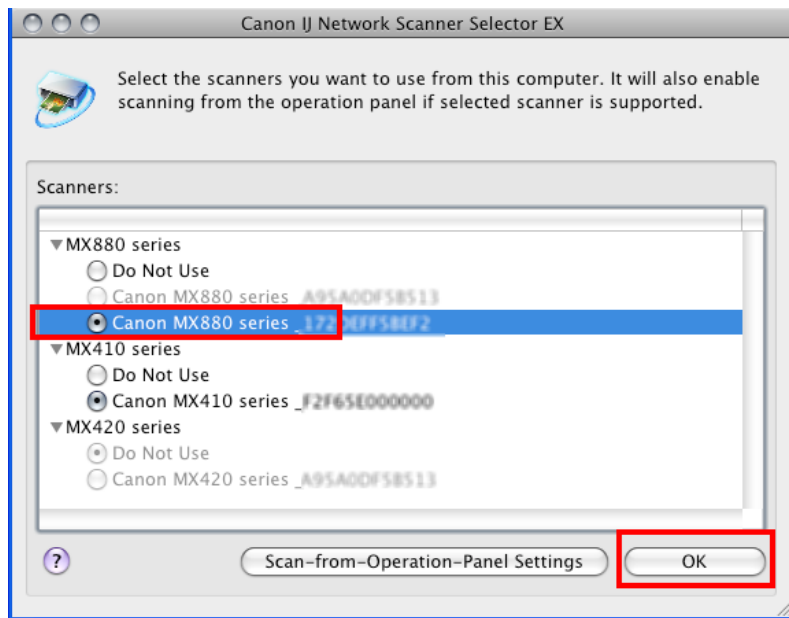 Canon IJ Network Scanner Selector EX
Select the scanners you want to use from this computer. It will also enable
scanning from the operation panel if selected scanner is supported.
Scanners:
▼MX880 series
Do Not Use
Canon MX880 series
Canon MX880 series
▼MX410 series
Do Not Use
Canon MX410 series
▼MX420 series
Do Not Use
Canon MX420 series
? Scan-from-Operation-Panel Settings OK